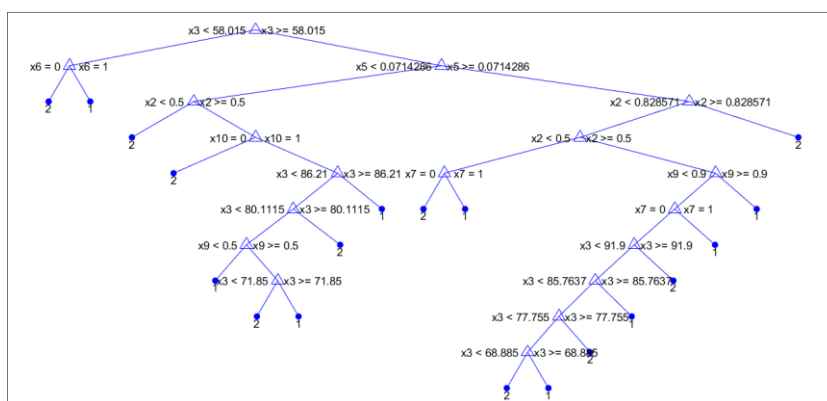 x3 < 58.015 x3 >= 58.015
x6 = 0 x6 = 1 x5 < 0.0714286 x5 >= 0.0714286
2 1 x2 < 0.5 x2 >= 0.5 x2 < 0.828571 x2 >= 0.828571
2 x10 = 0 x10 = 1 x2 < 0.5 x2 >= 0.5 2
2 x3 < 86.21 x3 >= 86.21 x7 = 0 x7 = 1 x9 < 0.9 x9 >= 0.9
x3 < 80.1115 x3 >= 80.1115 1 2 1 x7 = 0 x7 = 1 1
x9 < 0.5 x9 >= 0.5 2 x3 < 91.9 x3 >= 91.9 1
1 x3 < 71.85 x3 >= 71.85 x3 < 85.7637 x3 >= 85.7637 2
2 1 x3 < 77.755 x3 >= 77.755 1
x3 < 68.885 x3 >= 68.885 2
2 1